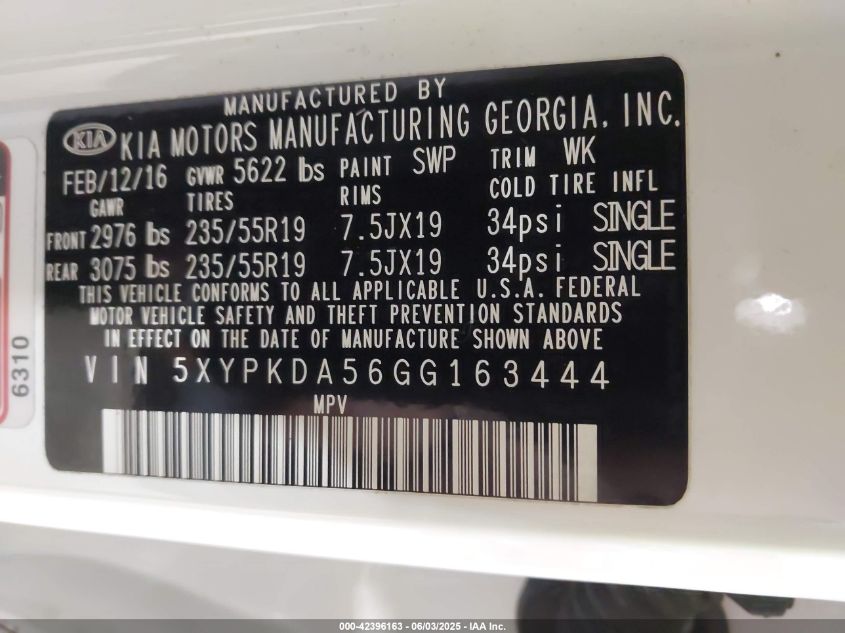 MANUFACTURED BY
KIA KIA MOTORS MANUFACTURING GEORGIA, INC.
FEB/12/16 GVWR 5622 lbs PAINT SWP TRIM WK
GAWR TIRES RIMS COLD TIRE INFL
FRONT 2976 lbs 235/55R19 7.5JX19 34psi SINGLE
REAR 3075 lbs 235/55R19 7.5JX19 34psi SINGLE
THIS VEHICLE CONFORMS TO ALL APPLICABLE U.S.A. FEDERAL
MOTOR VEHICLE SAFETY AND THEFT PREVENTION STANDARDS
IN EFFECT ON THE DATE OF MANUFACTURE SHOWN ABOVE
VIN 5XYPKDA56GG163444
MPV
6310
000-42396163 - 06/03/2025 - IAA Inc.